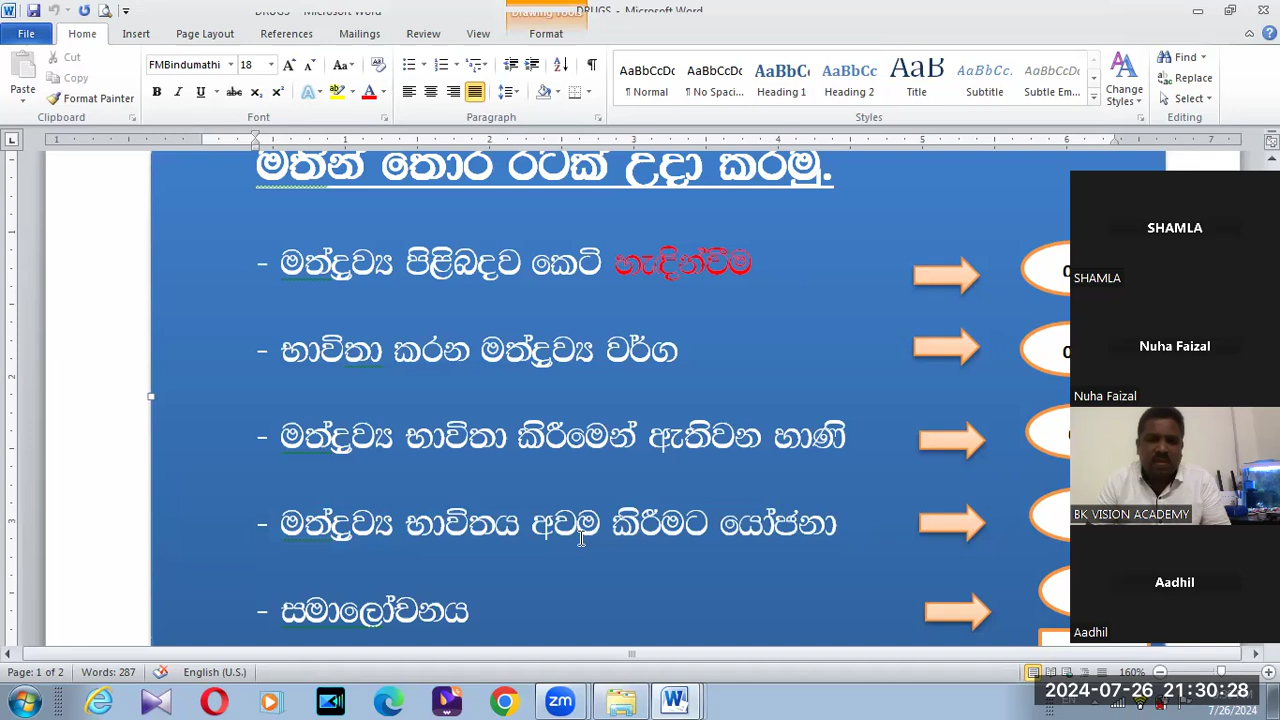 DRUGS - Microsoft Word
Drawing Tools
File Home Insert Page Layout References Mailings Review View Format
Cut
Copy
Format Painter
Paste
Clipboard
FMBindumathi 18
Font
Paragraph
AaBbCcDc AaBbCcDc AaBbCc AaBbCc AaB AaBbCc. AaBbCcDc
¶ Normal ¶ No Spaci... Heading 1 Heading 2 Title Subtitle Subtle Em...
Change Styles
Styles
Find
Replace
Select
Editing
මතින් තොර රටක් උදා කරමු.
- මත්ද්‍රව්‍ය පිළිබදව කෙටි හැඳින්වීම
- භාවිතා කරන මත්ද්‍රව්‍ය වර්ග
- මත්ද්‍රව්‍ය භාවිතා කිරීමෙන් ඇතිවන හාණි
- මත්ද්‍රව්‍ය භාවිතය අවම කිරීමට යෝජනා
- සමාලෝචනය
SHAMLA
SHAMLA
Nuha Faizal
Nuha Faizal
BK VISION ACADEMY
Aadhil
Aadhil
Page: 1 of 2 Words: 287 English (U.S.) 160%
2024-07-26 21:30:28
7/26/2024